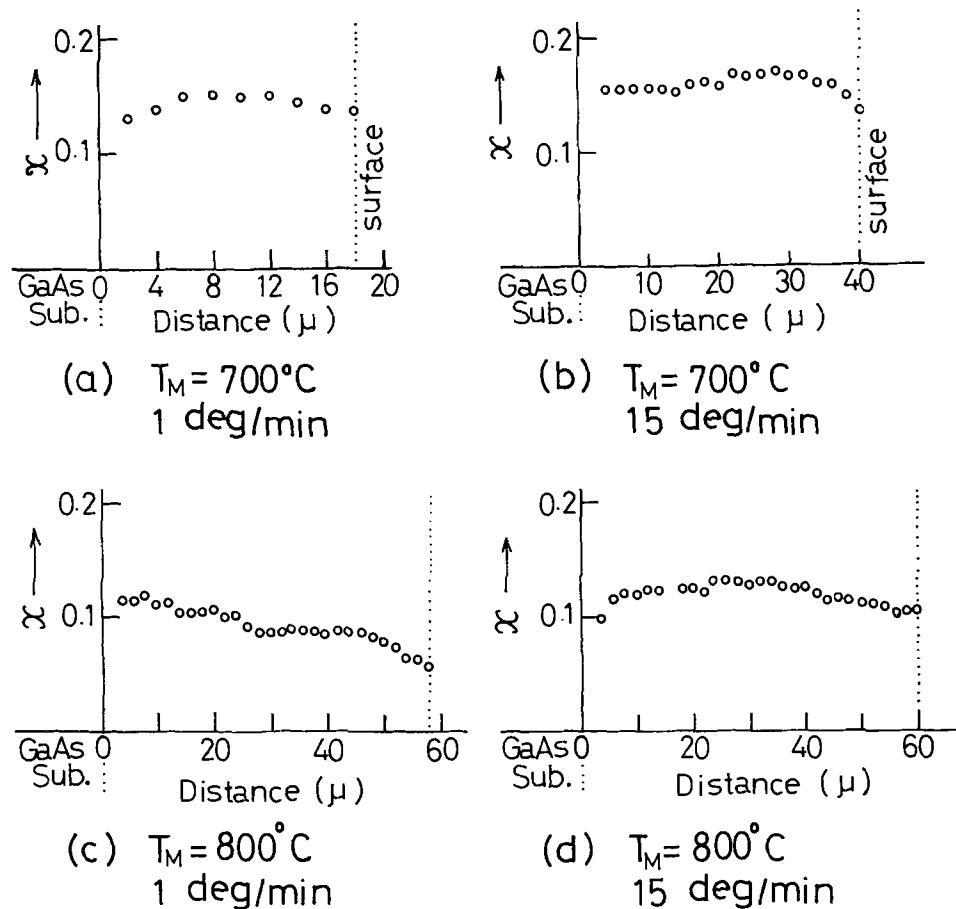 0.2
0.1
x
surface
GaAs 0 4 8 12 16 20
Sub. Distance (μ)
(a) T_M = 700°C
1 deg/min
0.2
0.1
x
surface
GaAs 0 10 20 30 40
Sub. Distance (μ)
(b) T_M = 700°C
15 deg/min
0.2
0.1
x
GaAs 0 20 40 60
Sub. Distance (μ)
(c) T_M = 800°C
1 deg/min
0.2
0.1
x
GaAs 0 20 40 60
Sub. Distance (μ)
(d) T_M = 800°C
15 deg/min